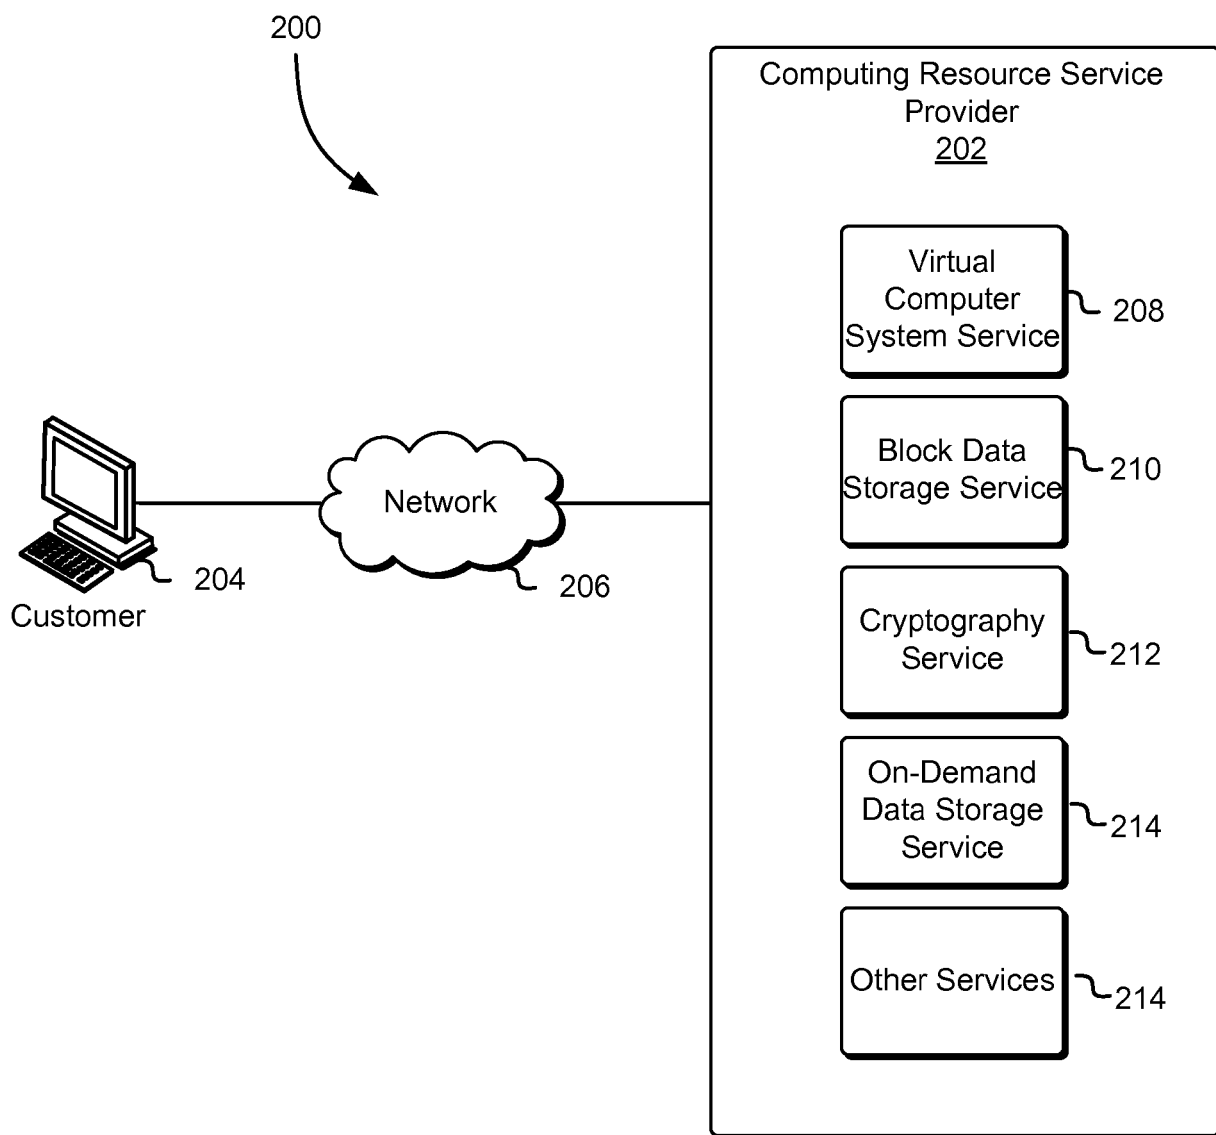 200
Computing Resource Service
Provider
202
Virtual
Computer
System Service
208
Block Data
Storage Service
210
Network
204
206
Customer
Cryptography
Service
212
On-Demand
Data Storage
Service
214
Other Services
214